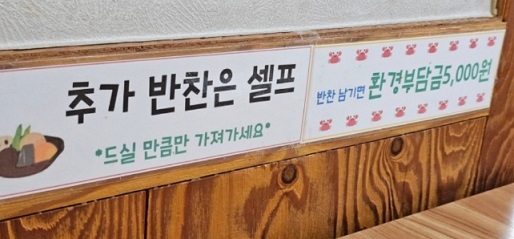 추가 반찬은 셀프
*드실 만큼만 가져가세요*
반찬 남기면 환경부담금5,000원